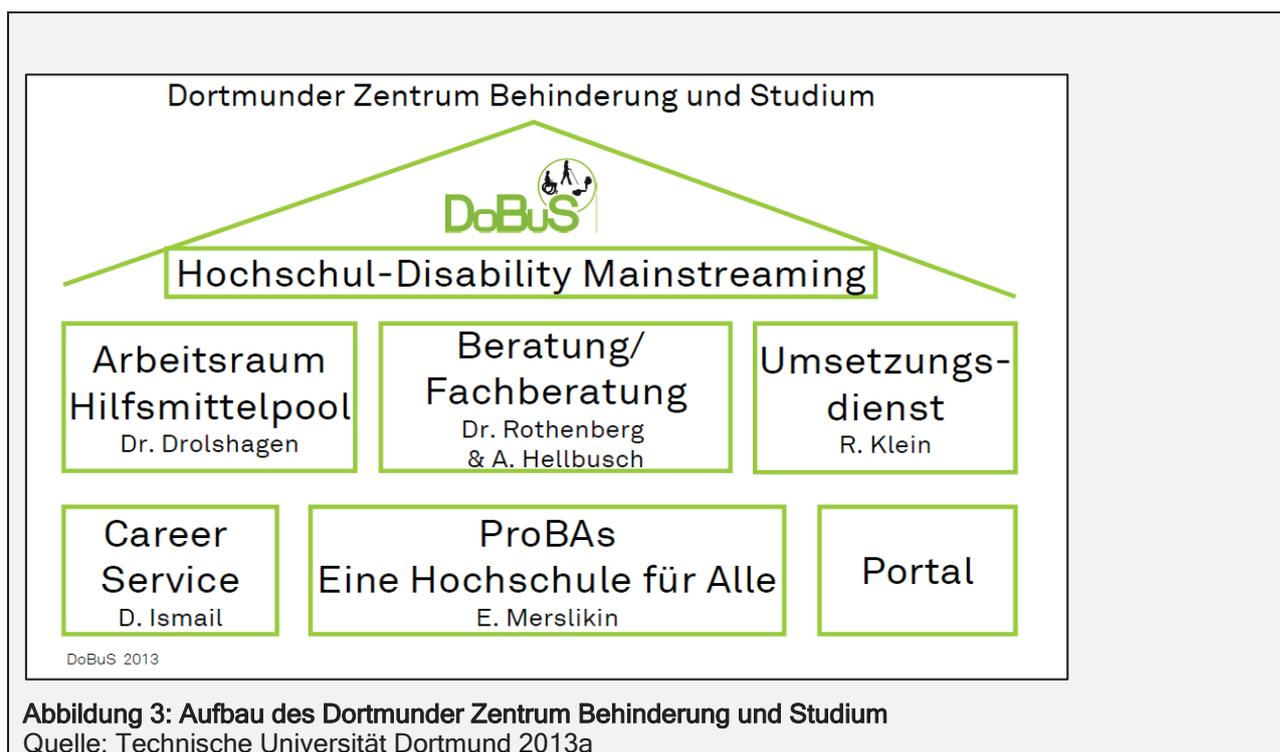 Dortmunder Zentrum Behinderung und Studium
DoBuS
Hochschul-Disability Mainstreaming
Arbeitsraum
Hilfsmittelpool
Dr. Drolshagen
Beratung/
Fachberatung
Dr. Rothenberg
& A. Hellbusch
Umsetzungs-
dienst
R. Klein
Career
Service
D. Ismail
ProBAs
Eine Hochschule für Alle
E. Merslikin
Portal
DoBuS 2013
Abbildung 3: Aufbau des Dortmunder Zentrum Behinderung und Studium
Quelle: Technische Universität Dortmund 2013a